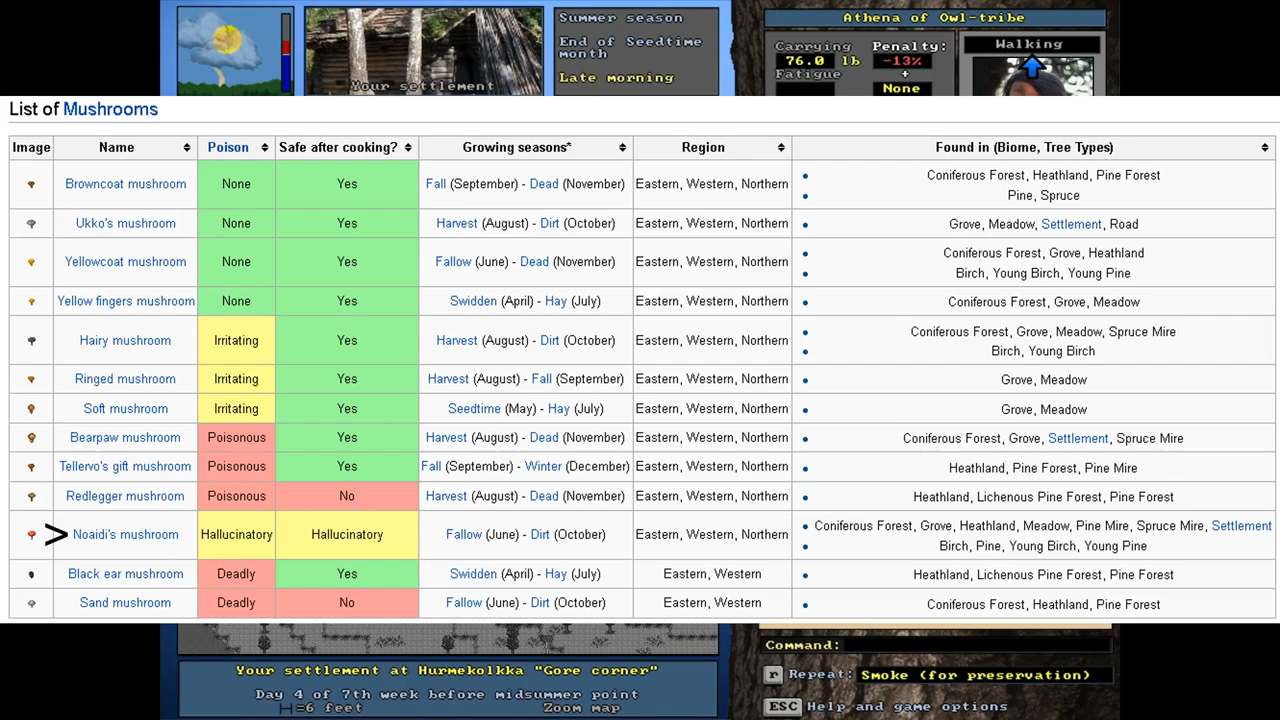 Summer season
End of Seedtime
month
Late morning
Your settlement
Athena of Owl-tribe
Carrying Penalty:
76.0 lb -13%
Fatigue +
None
Walking
List of Mushrooms
Image Name Poison Safe after cooking? Growing seasons* Region Found in (Biome, Tree Types)
Browncoat mushroom None Yes Fall (September) - Dead (November) Eastern, Western, Northern
Coniferous Forest, Heathland, Pine Forest
Pine, Spruce
Ukko's mushroom None Yes Harvest (August) - Dirt (October) Eastern, Western, Northern Grove, Meadow, Settlement, Road
Yellowcoat mushroom None Yes Fallow (June) - Dead (November) Eastern, Western, Northern
Coniferous Forest, Grove, Heathland
Birch, Young Birch, Young Pine
Yellow fingers mushroom None Yes Swidden (April) - Hay (July) Eastern, Western, Northern Coniferous Forest, Grove, Meadow
Hairy mushroom Irritating Yes Harvest (August) - Dirt (October) Eastern, Western, Northern
Coniferous Forest, Grove, Meadow, Spruce Mire
Birch, Young Birch
Ringed mushroom Irritating Yes Harvest (August) - Fall (September) Eastern, Western, Northern Grove, Meadow
Soft mushroom Irritating Yes Seedtime (May) - Hay (July) Eastern, Western, Northern Grove, Meadow
Bearpaw mushroom Poisonous Yes Harvest (August) - Dead (November) Eastern, Western, Northern Coniferous Forest, Grove, Settlement, Spruce Mire
Tellervo's gift mushroom Poisonous Yes Fall (September) - Winter (December) Eastern, Western, Northern Heathland, Pine Forest, Pine Mire
Redlegger mushroom Poisonous No Harvest (August) - Dead (November) Eastern, Western, Northern Heathland, Lichenous Pine Forest, Pine Forest
> Noaidi's mushroom Hallucinatory Hallucinatory Fallow (June) - Dirt (October) Eastern, Western, Northern
Coniferous Forest, Grove, Heathland, Meadow, Pine Mire, Spruce Mire, Settlement
Birch, Pine, Young Birch, Young Pine
Black ear mushroom Deadly Yes Swidden (April) - Hay (July) Eastern, Western Heathland, Lichenous Pine Forest, Pine Forest
Sand mushroom Deadly No Fallow (June) - Dirt (October) Eastern, Western Coniferous Forest, Heathland, Pine Forest
Your settlement at Hurmekolkka "Gore corner"
Day 4 of 7th week before midsummer point
=6 feet Zoom map
Command:
r Repeat: Smoke (for preservation)
ESC Help and game options